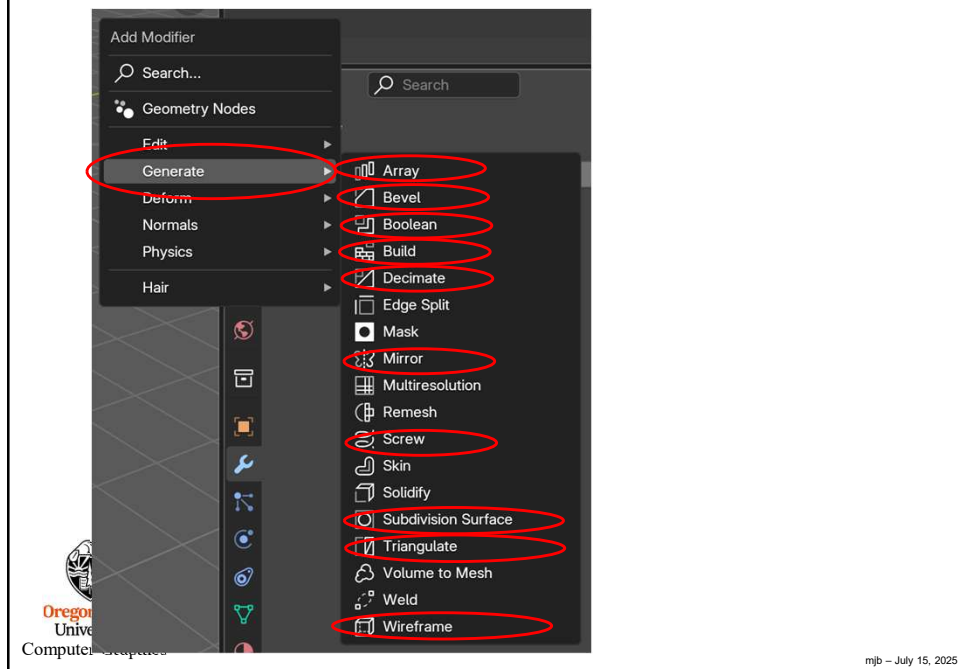 Add Modifier
Search...
Search
Geometry Nodes
Edit
Generate
Deform
Normals
Physics
Hair
Array
Bevel
Boolean
Build
Decimate
Edge Split
Mask
Mirror
Multiresolution
Remesh
Screw
Skin
Solidify
Subdivision Surface
Triangulate
Volume to Mesh
Weld
Wireframe
Oregon
Unive
Computer
mjb – July 15, 2025